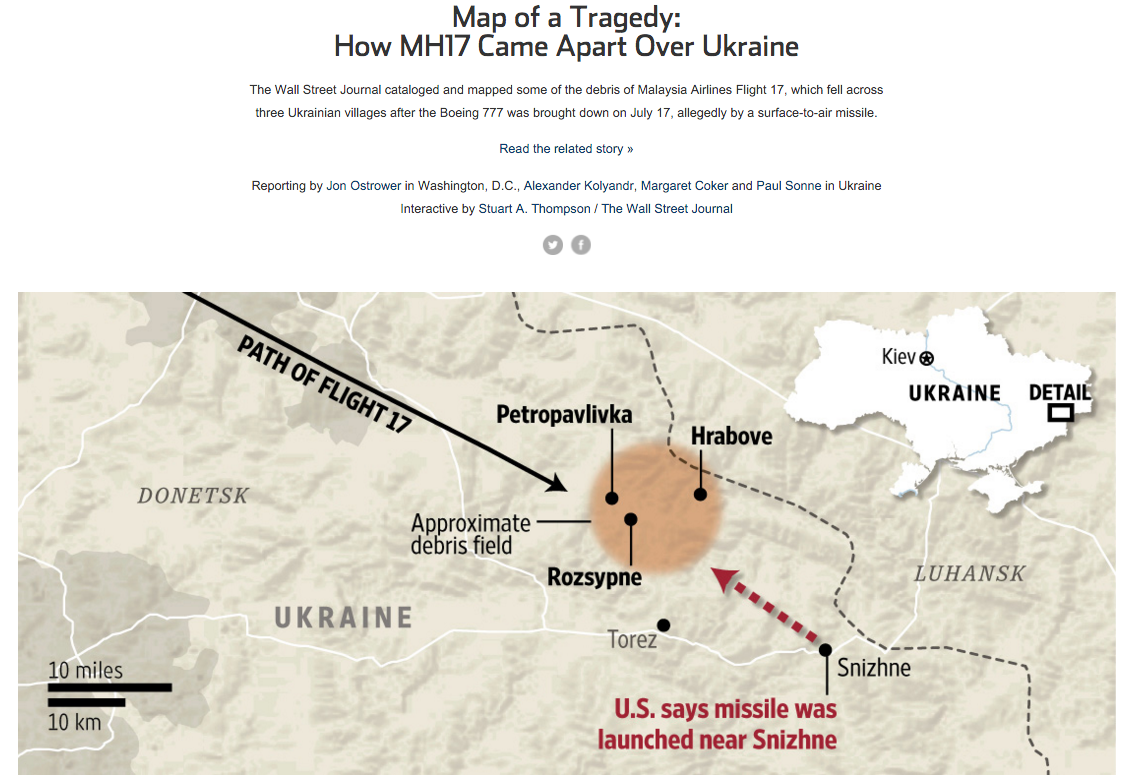 Map of a Tragedy:
How MH17 Came Apart Over Ukraine
The Wall Street Journal cataloged and mapped some of the debris of Malaysia Airlines Flight 17, which fell across
three Ukrainian villages after the Boeing 777 was brought down on July 17, allegedly by a surface-to-air missile.
Read the related story »
Reporting by Jon Ostrower in Washington, D.C., Alexander Kolyandr, Margaret Coker and Paul Sonne in Ukraine
Interactive by Stuart A. Thompson / The Wall Street Journal
PATH OF FLIGHT 17
Kiev
UKRAINE
DETAIL
Petropavlivka
Hrabove
DONETSK
Approximate
debris field
Rozsypne
LUHANSK
UKRAINE
Torez
Snizhne
10 miles
10 km
U.S. says missile was
launched near Snizhne